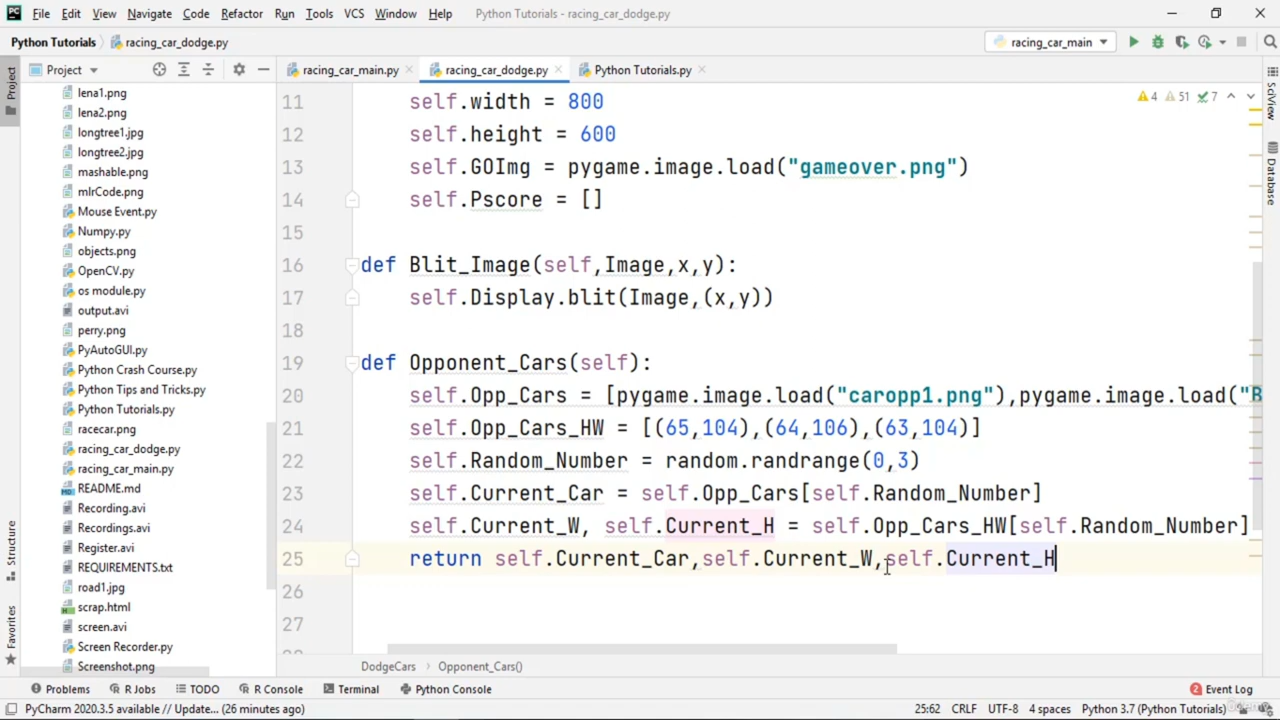 PC File Edit View Navigate Code Refactor Run Tools VCS Window Help Python Tutorials - racing_car_dodge.py
Python Tutorials racing_car_dodge.py racing_car_main
Project racing_car_main.py racing_car_dodge.py Python Tutorials.py
Project
SciView
Database
Structure
Favorites
lena1.png
lena2.png
longtree1.jpg
longtree2.jpg
mashable.png
mlrCode.png
Mouse Event.py
Numpy.py
objects.png
OpenCV.py
os module.py
output.avi
perry.png
PyAutoGUI.py
Python Crash Course.py
Python Tips and Tricks.py
Python Tutorials.py
racecar.png
racing_car_dodge.py
racing_car_main.py
README.md
Recording.avi
Recordings.avi
Register.avi
REQUIREMENTS.txt
road1.jpg
scrap.html
screen.avi
Screen Recorder.py
Screenshot.png
4 51 7
11 self.width = 800
12 self.height = 600
13 self.GOImg = pygame.image.load("gameover.png")
14 self.Pscore = []
15
16 def Blit_Image(self,Image,x,y):
17 self.Display.blit(Image,(x,y))
18
19 def Opponent_Cars(self):
20 self.Opp_Cars = [pygame.image.load("caropp1.png"),pygame.image.load("B
21 self.Opp_Cars_HW = [(65,104),(64,106),(63,104)]
22 self.Random_Number = random.randrange(0,3)
23 self.Current_Car = self.Opp_Cars[self.Random_Number]
24 self.Current_W, self.Current_H = self.Opp_Cars_HW[self.Random_Number]
25 return self.Current_Car,self.Current_W,self.Current_H
26
27
DodgeCars › Opponent_Cars()
Problems R Jobs TODO R Console Terminal Python Console 2 Event Log
PyCharm 2020.3.5 available // Update... (26 minutes ago) 25:62 CRLF UTF-8 4 spaces Python 3.7 (Python Tutorials)